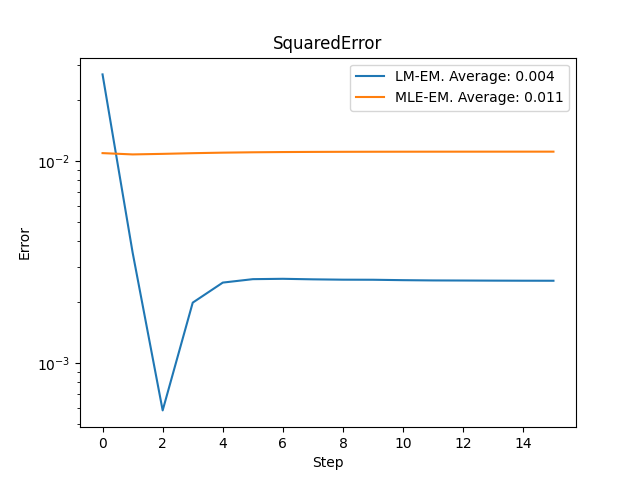 SquaredError
LM-EM. Average: 0.004
MLE-EM. Average: 0.011
10⁻²
10⁻³
Error
0 2 4 6 8 10 12 14
Step